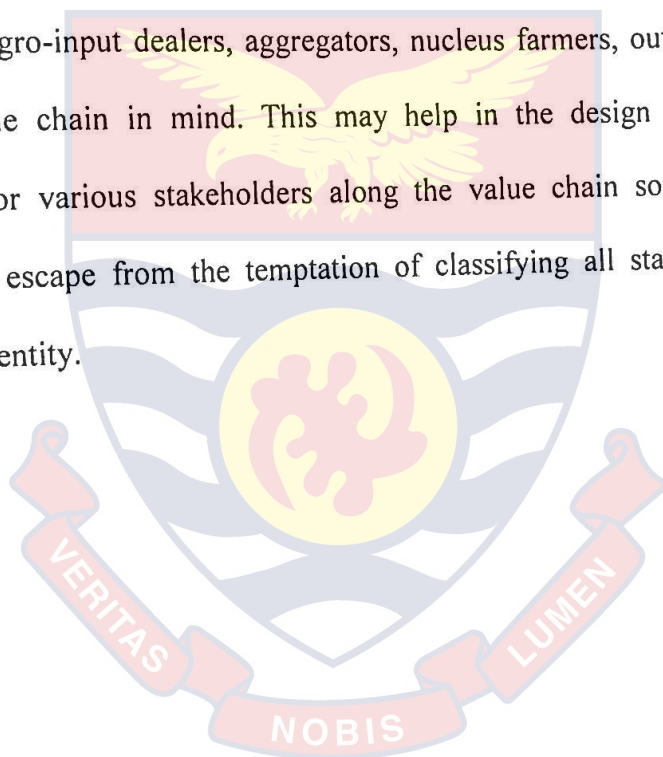 gro-input dealers, aggregators, nucleus farmers, ou
e chain in mind. This may help in the design
or various stakeholders along the value chain so
escape from the temptation of classifying all sta
entity.
VERITAS
NOBIS
LUMEN